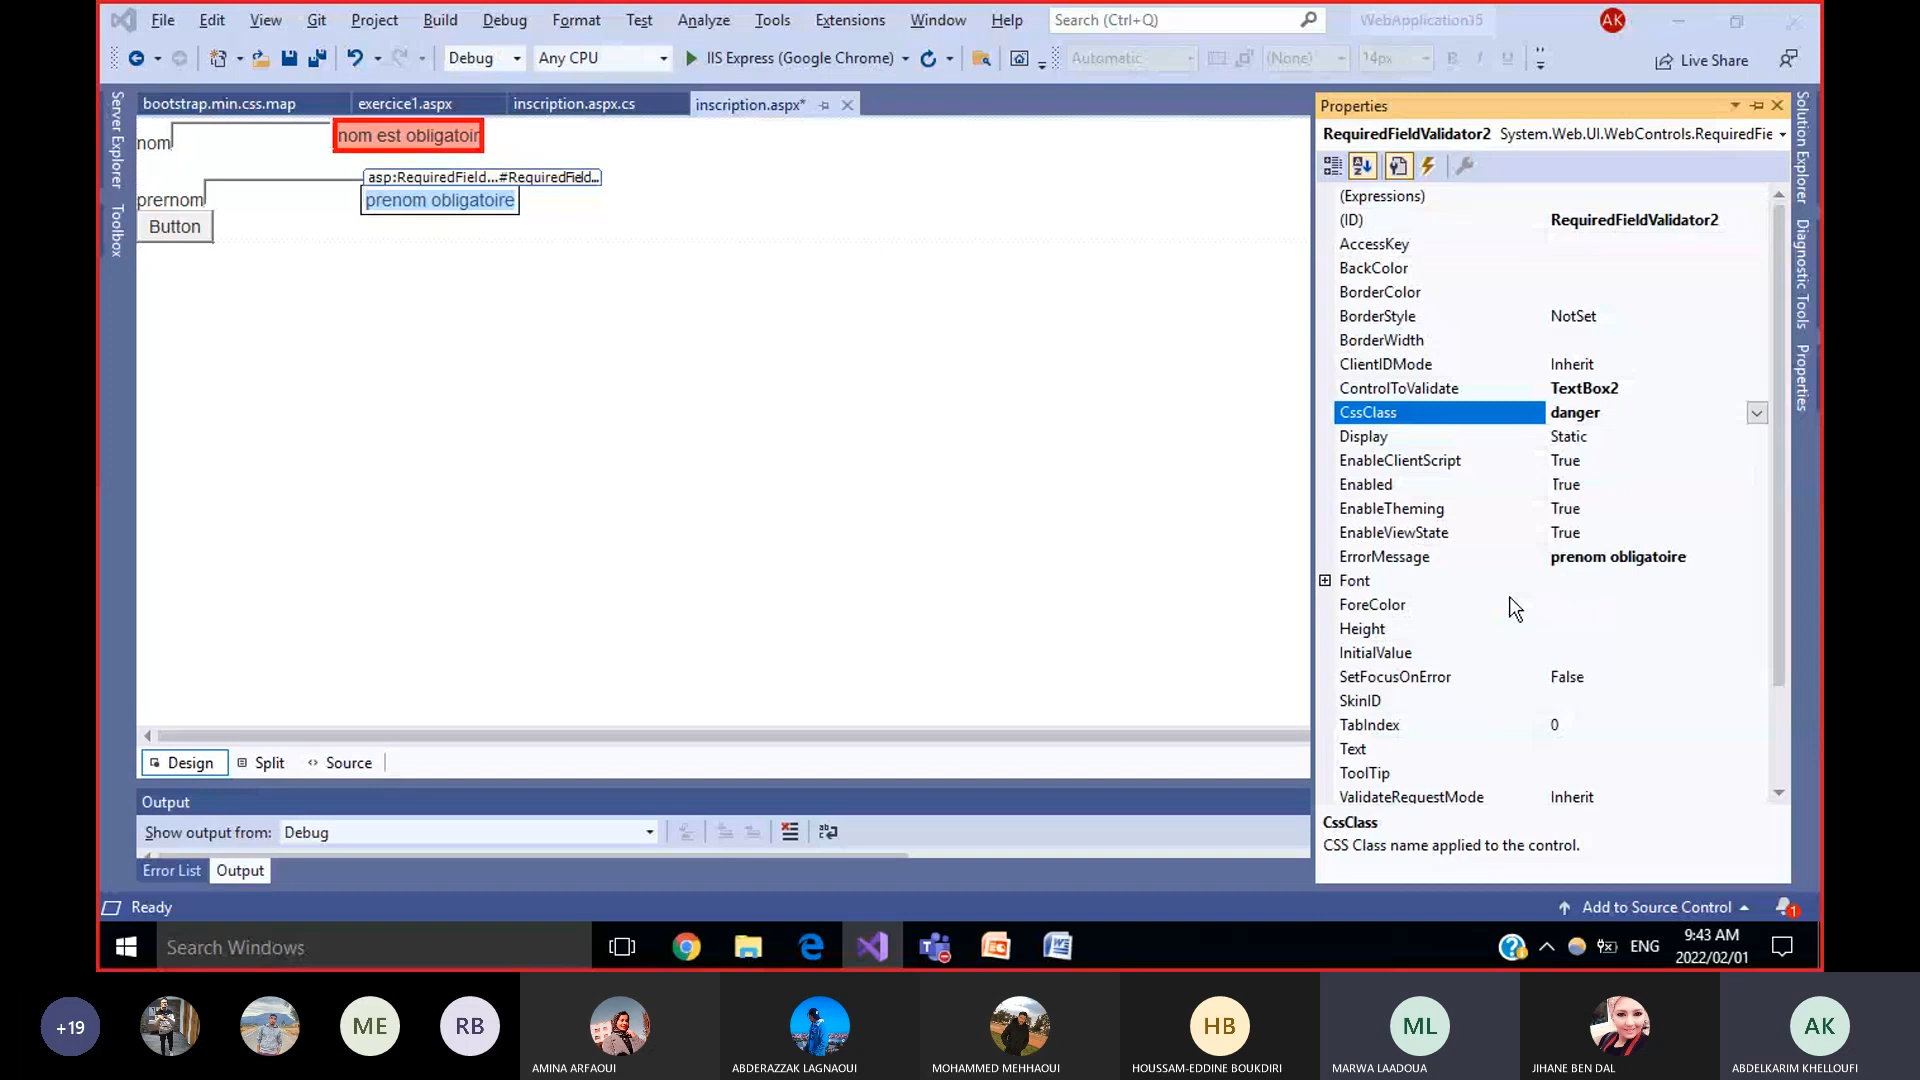 File Edit View Git Project Build Debug Format Test Analyze Tools Extensions Window Help Search (Ctrl+Q) WebApplication15 AK
Debug Any CPU IIS Express (Google Chrome) Automatic (None) 14px B I U Live Share
Server Explorer
Toolbox
bootstrap.min.css.map exercice1.aspx inscription.aspx.cs inscription.aspx*
nom
nom est obligatoir
asp:RequiredField...#RequiredField...
prernom
prenom obligatoire
Button
Properties
RequiredFieldValidator2 System.Web.UI.WebControls.RequiredFie
(Expressions)
(ID) RequiredFieldValidator2
AccessKey
BackColor
BorderColor
BorderStyle NotSet
BorderWidth
ClientIDMode Inherit
ControlToValidate TextBox2
CssClass danger
Display Static
EnableClientScript True
Enabled True
EnableTheming True
EnableViewState True
ErrorMessage prenom obligatoire
Font
ForeColor
Height
InitialValue
SetFocusOnError False
SkinID
TabIndex 0
Text
ToolTip
ValidateRequestMode Inherit
CssClass
CSS Class name applied to the control.
Solution Explorer
Diagnostic Tools
Properties
Design Split Source
Output
Show output from: Debug
Error List Output
Ready Add to Source Control 1
Search Windows ENG 9:43 AM
2022/02/01
+19 ME RB HB ML AK
AMINA ARFAOUI ABDERAZZAK LAGNAOUI MOHAMMED MEHHAOUI HOUSSAM-EDDINE BOUKDIRI MARWA LAADOUA JIHANE BEN DAL ABDELKARIM KHELLOUFI